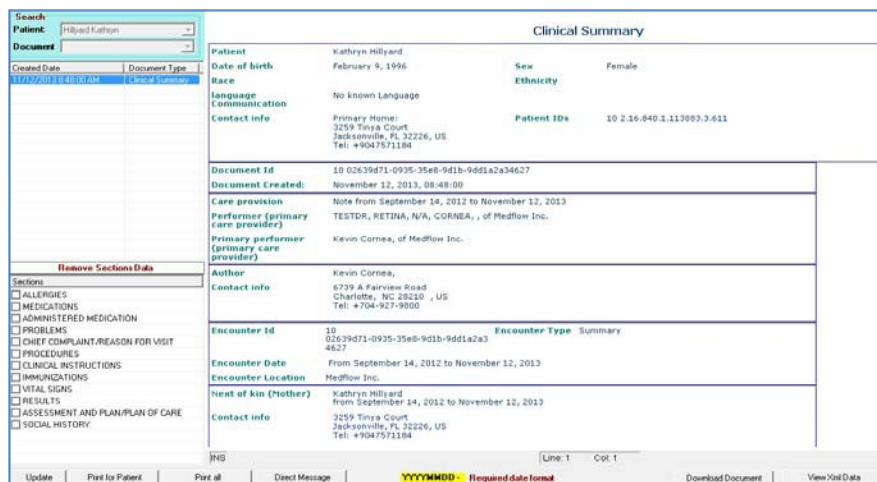 Search
Patient Hillyard Kathryn
Document
Created Date Document Type
11/12/2013 8:48:00 AM Clinical Summary
Remove Sections Data
Sections
ALLERGIES
MEDICATIONS
ADMINISTERED MEDICATION
PROBLEMS
CHIEF COMPLAINT/REASON FOR VISIT
PROCEDURES
CLINICAL INSTRUCTIONS
IMMUNIZATIONS
VITAL SIGNS
RESULTS
ASSESSMENT AND PLAN/PLAN OF CARE
SOCIAL HISTORY
Clinical Summary
Patient Kathryn Hillyard
Date of birth February 9, 1996 Sex Female
Race Ethnicity
language
Communication No known Language
Contact info Primary Home: Patient IDs 10 2.16.840.1.113883.3.611
3259 Tinya Court
Jacksonville, FL 32226, US
Tel: +9047571184
Document Id 10 02639d71-0935-35e8-9d1b-9dd1a2a34627
Document Created: November 12, 2013, 08:48:00
Care provision Note from September 14, 2012 to November 12, 2013
Performer (primary TESTDR, RETINA, N/A, CORNEA, , of Medflow Inc.
care provider)
Primary performer Kevin Cornea, of Medflow Inc.
(primary care
provider)
Author Kevin Cornea,
Contact info 6739 A Fairview Road
Charlotte, NC 28210 , US
Tel: +704-927-9800
Encounter Id 10 Encounter Type Summary
02639d71-0935-35e8-9d1b-9dd1a2a3
4627
Encounter Date From September 14, 2012 to November 12, 2013
Encounter Location Medflow Inc.
Next of kin (Mother) Kathryn Hillyard
from September 14, 2012 to November 12, 2013
Contact info 3259 Tinya Court
Jacksonville, FL 32226, US
Tel: +9047571184
INS Line: 1 Col: 1
Update Print for Patient Print all Direct Message YYYYMMDD - Required date format Download Document View Xml Data